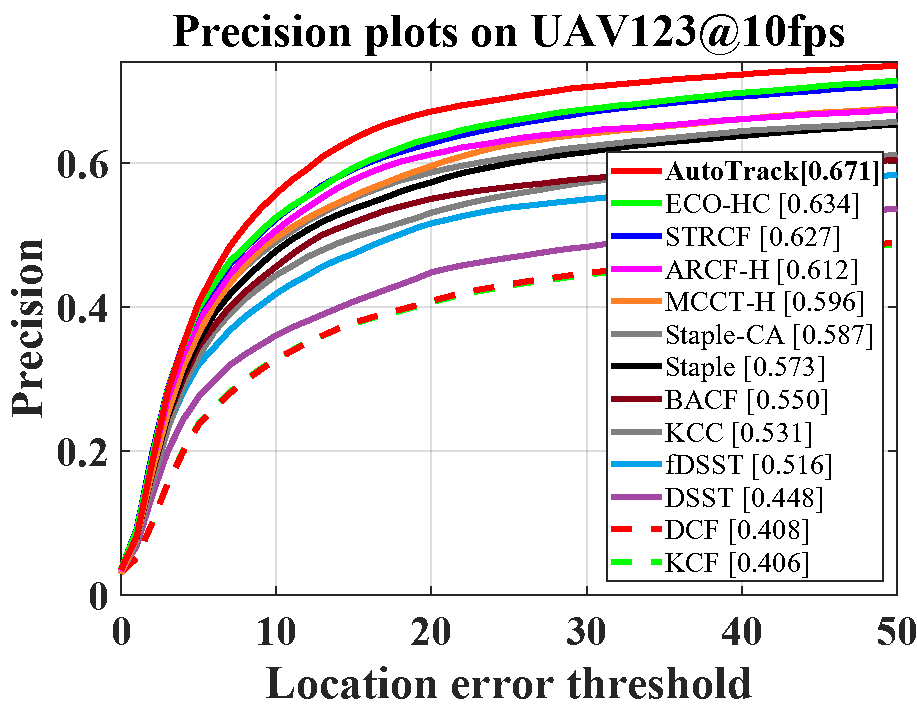 Precision plots on UAV123@10fps
Precision
0.6
0.4
0.2
0
AutoTrack[0.671]
ECO-HC [0.634]
STRCF [0.627]
ARCF-H [0.612]
MCCT-H [0.596]
Staple-CA [0.587]
Staple [0.573]
BACF [0.550]
KCC [0.531]
fDSST [0.516]
DSST [0.448]
DCF [0.408]
KCF [0.406]
0 10 20 30 40 50
Location error threshold